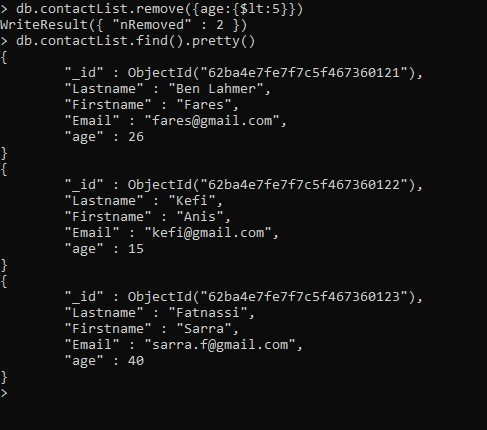 > db.contactList.remove({age:{$lt:5}})
WriteResult({ "nRemoved" : 2 })
> db.contactList.find().pretty()
{
        "_id" : ObjectId("62ba4e7fe7f7c5f467360121"),
        "Lastname" : "Ben Lahmer",
        "Firstname" : "Fares",
        "Email" : "fares@gmail.com",
        "age" : 26
}
{
        "_id" : ObjectId("62ba4e7fe7f7c5f467360122"),
        "Lastname" : "Kefi",
        "Firstname" : "Anis",
        "Email" : "kefi@gmail.com",
        "age" : 15
}
{
        "_id" : ObjectId("62ba4e7fe7f7c5f467360123"),
        "Lastname" : "Fatnassi",
        "Firstname" : "Sarra",
        "Email" : "sarra.f@gmail.com",
        "age" : 40
}
>